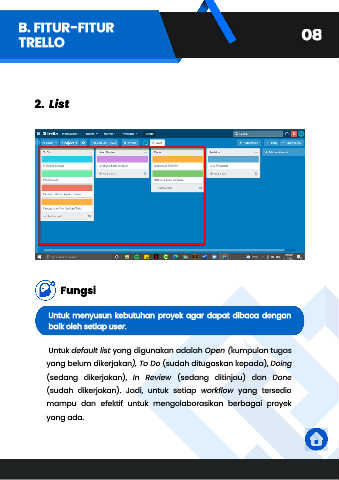 B. FITUR-FITUR
TRELLO
08
2. List
Fungsi
Untuk menyusun kebutuhan proyek agar dapat dibaca dengan
baik oleh setiap user.
Untuk default list yang digunakan adalah Open (kumpulan tugas
yang belum dikerjakan), To Do (sudah ditugaskan kepada), Doing
(sedang dikerjakan), In Review (sedang ditinjau) dan Done
(sudah dikerjakan). Jadi, untuk setiap workflow yang tersedia
mampu dan efektif untuk mengolaborasikan berbagai proyek
yang ada.